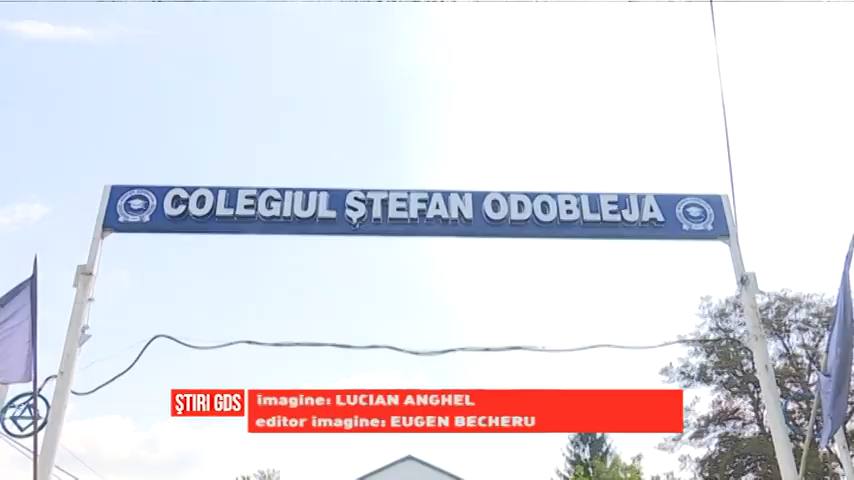 COLEGIUL ŞTEFAN ODOBLEJA
ŞTIRI GDS
imagine: LUCIAN ANGHEL
editor imagine: EUGEN BECHERU